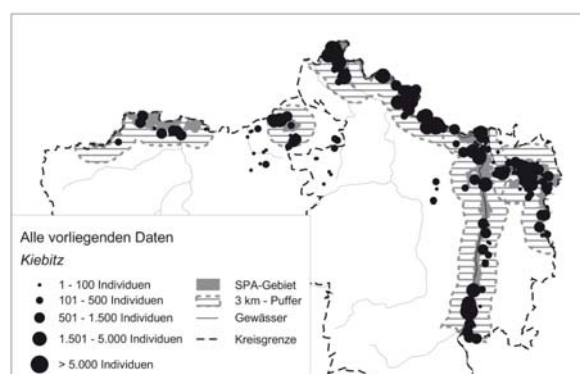 Alle vorliegenden Daten
Kiebitz
1 - 100 Individuen
101 - 500 Individuen
501 - 1.500 Individuen
1.501 - 5.000 Individuen
> 5.000 Individuen
SPA-Gebiet
3 km - Puffer
Gewässer
Kreisgrenze